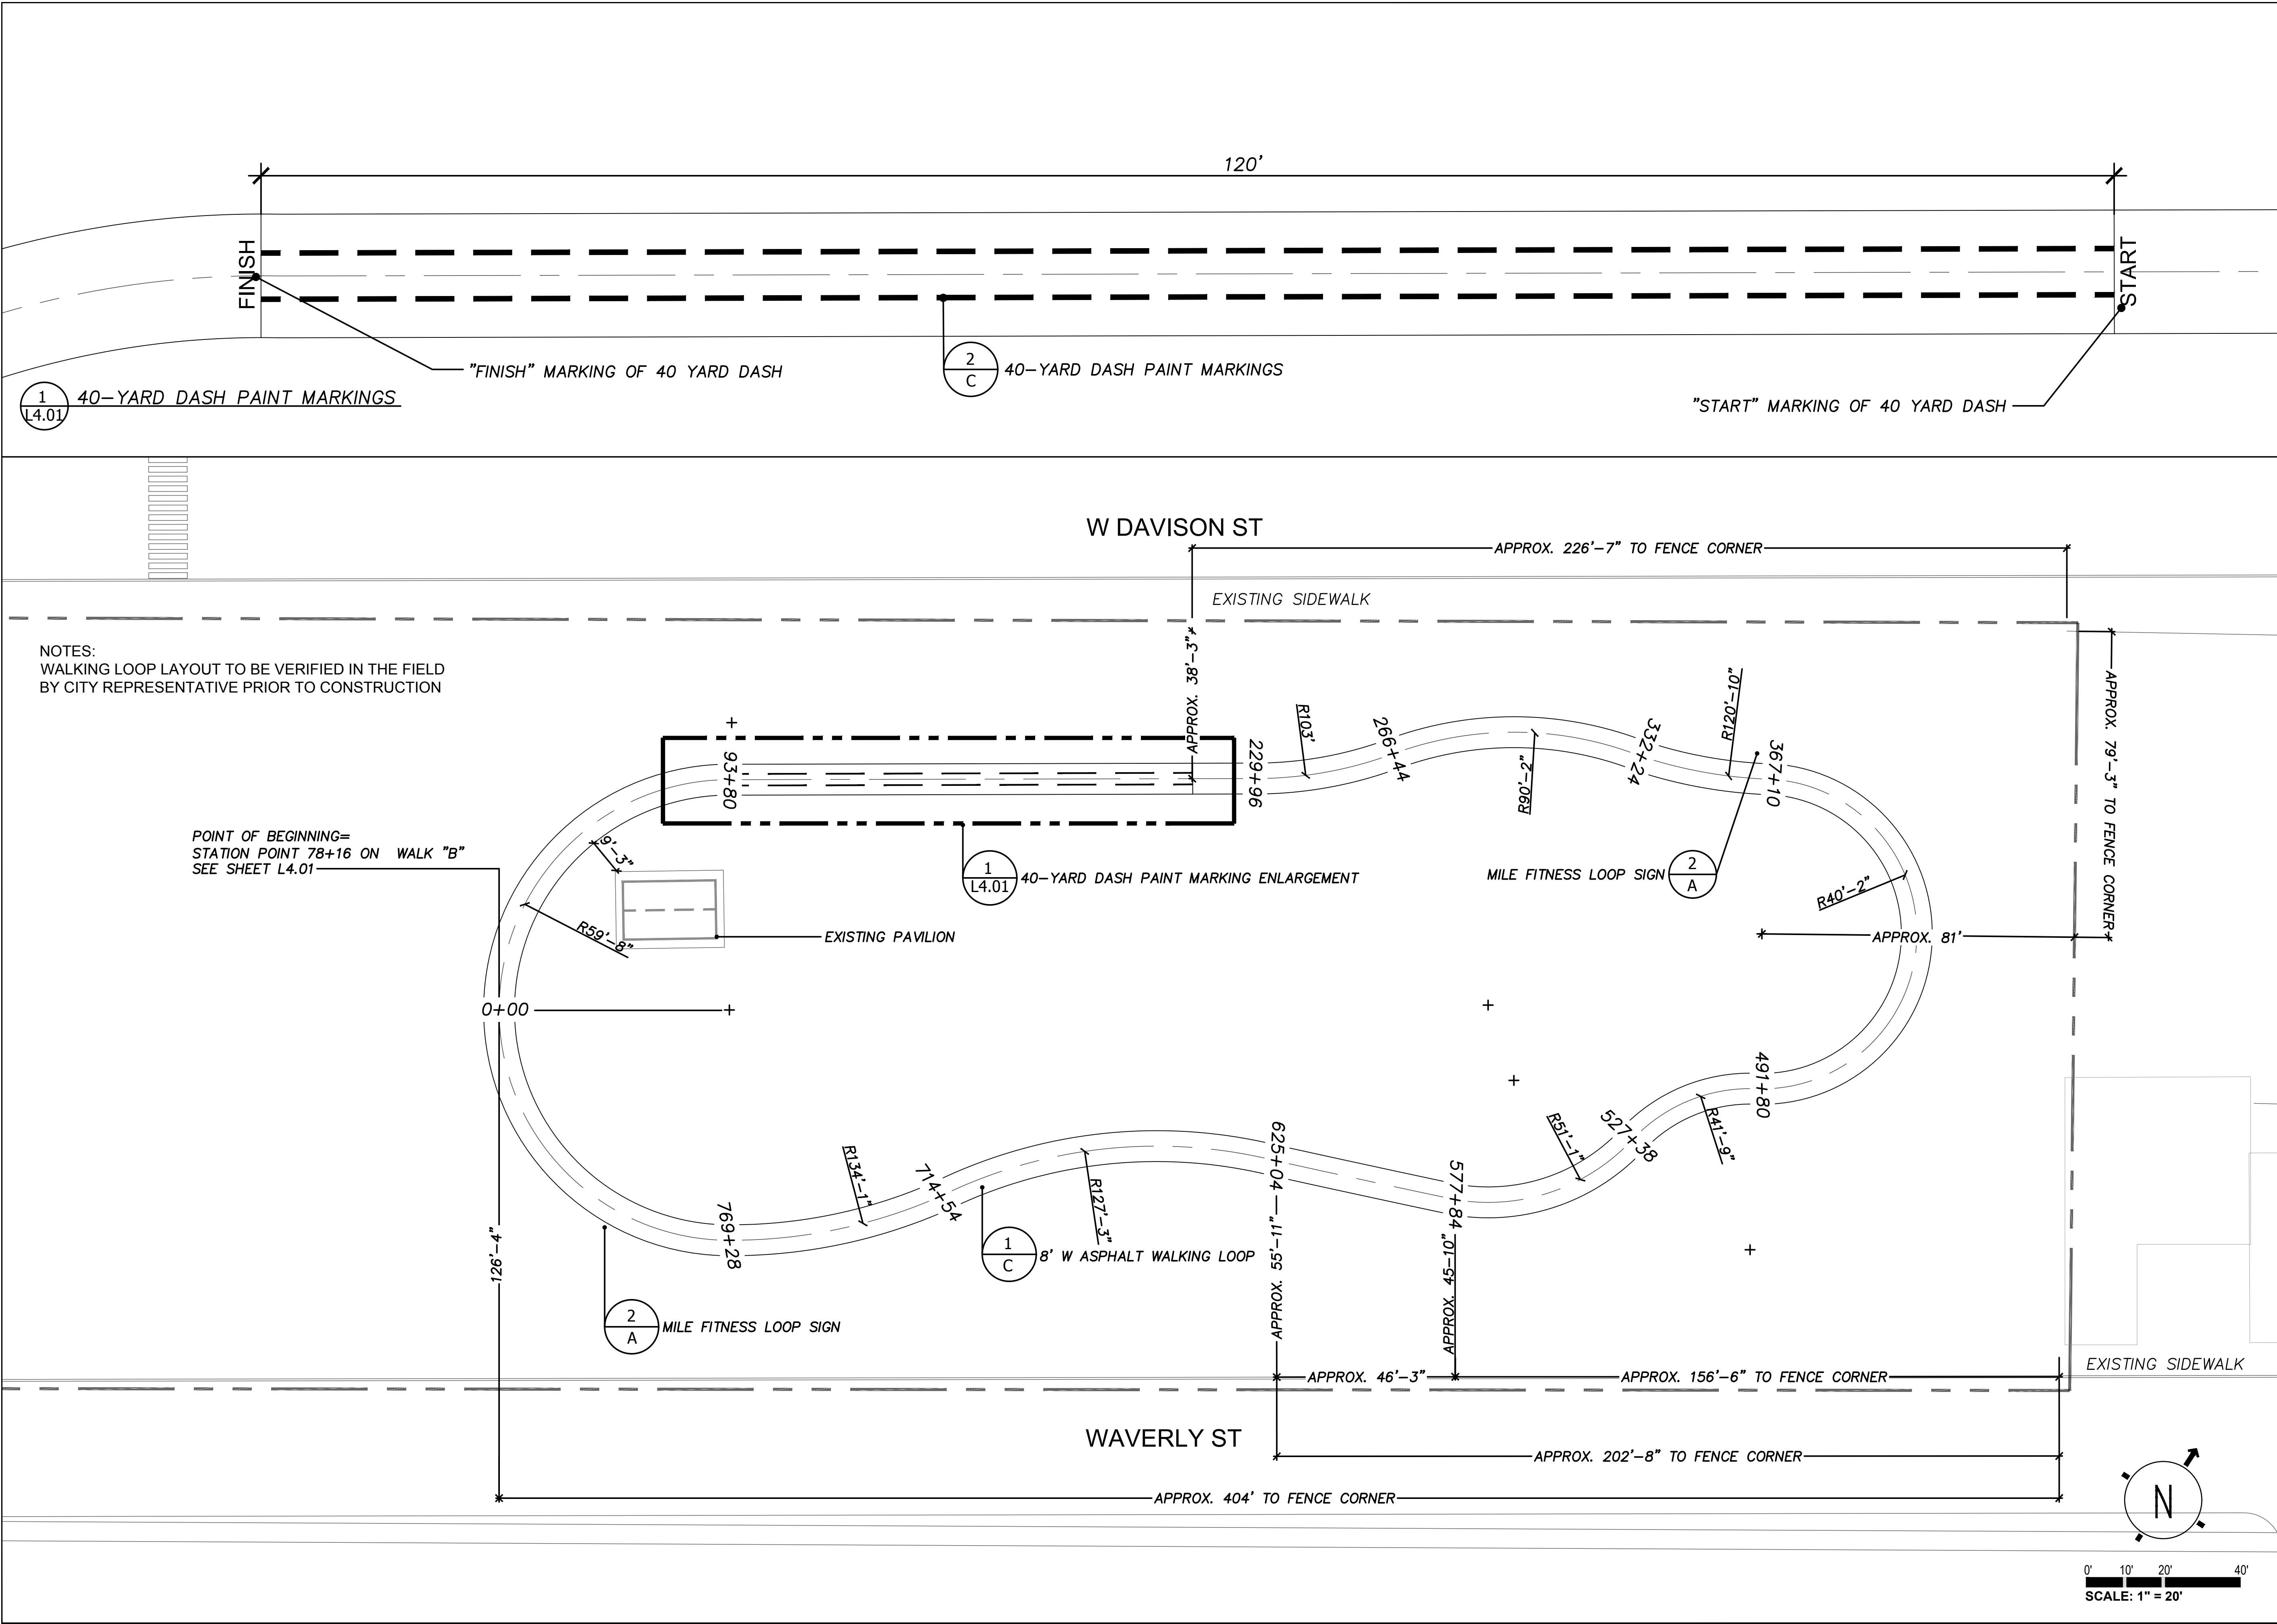 120'
FINISH
START
"FINISH" MARKING OF 40 YARD DASH
2
C
40-YARD DASH PAINT MARKINGS
"START" MARKING OF 40 YARD DASH
1
L4.01
40-YARD DASH PAINT MARKINGS
W DAVISON ST
APPROX. 226'-7" TO FENCE CORNER
EXISTING SIDEWALK
NOTES:
WALKING LOOP LAYOUT TO BE VERIFIED IN THE FIELD
BY CITY REPRESENTATIVE PRIOR TO CONSTRUCTION
APPROX. 38'-3"
APPROX. 79'-3" TO FENCE CORNER
93+80
229+96
R103'
266+44
R90'-2"
332+24
R120'-10"
367+10
POINT OF BEGINNING=
STATION POINT 78+16 ON WALK "B"
SEE SHEET L4.01
9'-3"
1
L4.01
40-YARD DASH PAINT MARKING ENLARGEMENT
MILE FITNESS LOOP SIGN
2
A
R40'-2"
R59'-8"
EXISTING PAVILION
APPROX. 81'
0+00
491+80
R41'-9"
527+38
R51'-1"
577+84
625+04
R127'-3"
714+54
R134'-1"
769+28
126'-4"
1
C
8' W ASPHALT WALKING LOOP
APPROX. 55'-11"
APPROX. 45-10"
2
A
MILE FITNESS LOOP SIGN
APPROX. 46'-3"
APPROX. 156'-6" TO FENCE CORNER
EXISTING SIDEWALK
WAVERLY ST
APPROX. 202'-8" TO FENCE CORNER
APPROX. 404' TO FENCE CORNER
N
0' 10' 20' 40'
SCALE: 1" = 20'